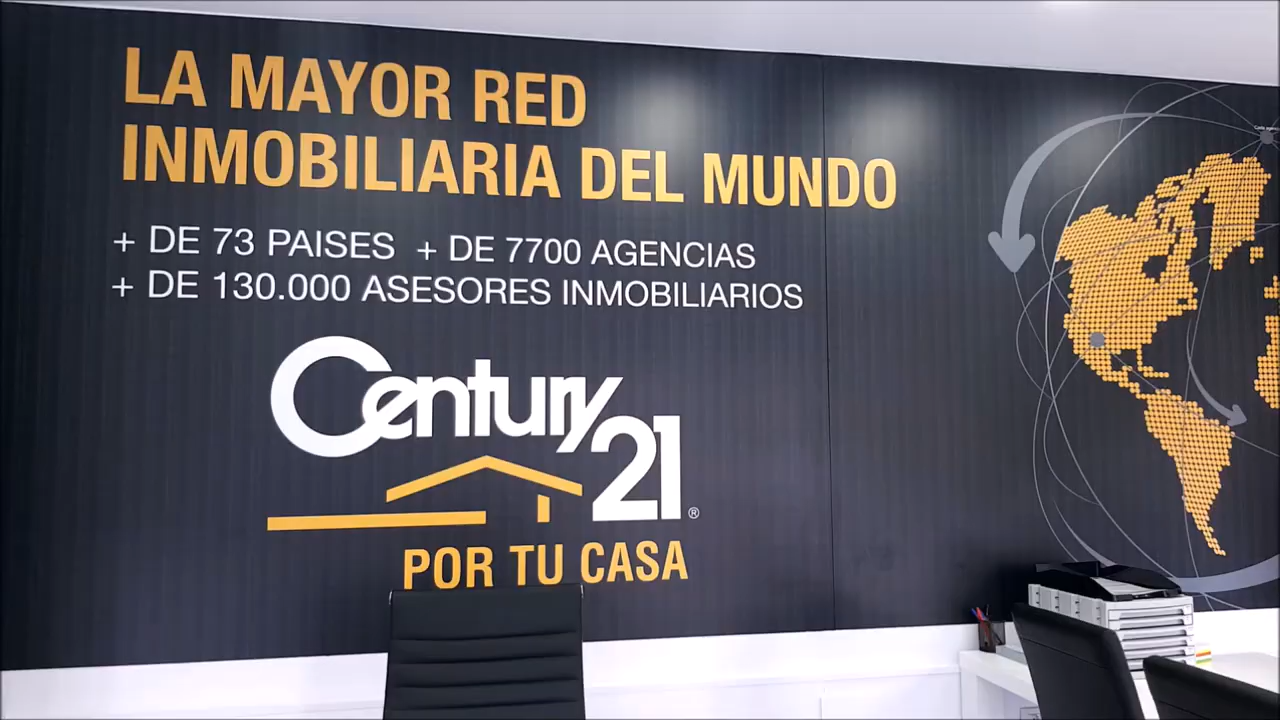 LA MAYOR RED
INMOBILIARIA DEL MUNDO
+ DE 73 PAISES + DE 7700 AGENCIAS
+ DE 130.000 ASESORES INMOBILIARIOS
Century
21®
POR TU CASA